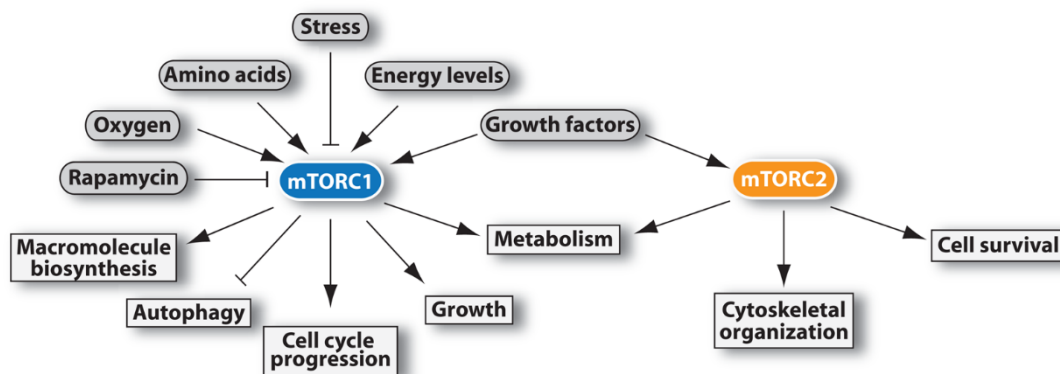 Stress
Amino acids
Energy levels
Oxygen
Growth factors
Rapamycin
mTORC1
mTORC2
Macromolecule
biosynthesis
Metabolism
Cell survival
Autophagy
Growth
Cytoskeletal
organization
Cell cycle
progression